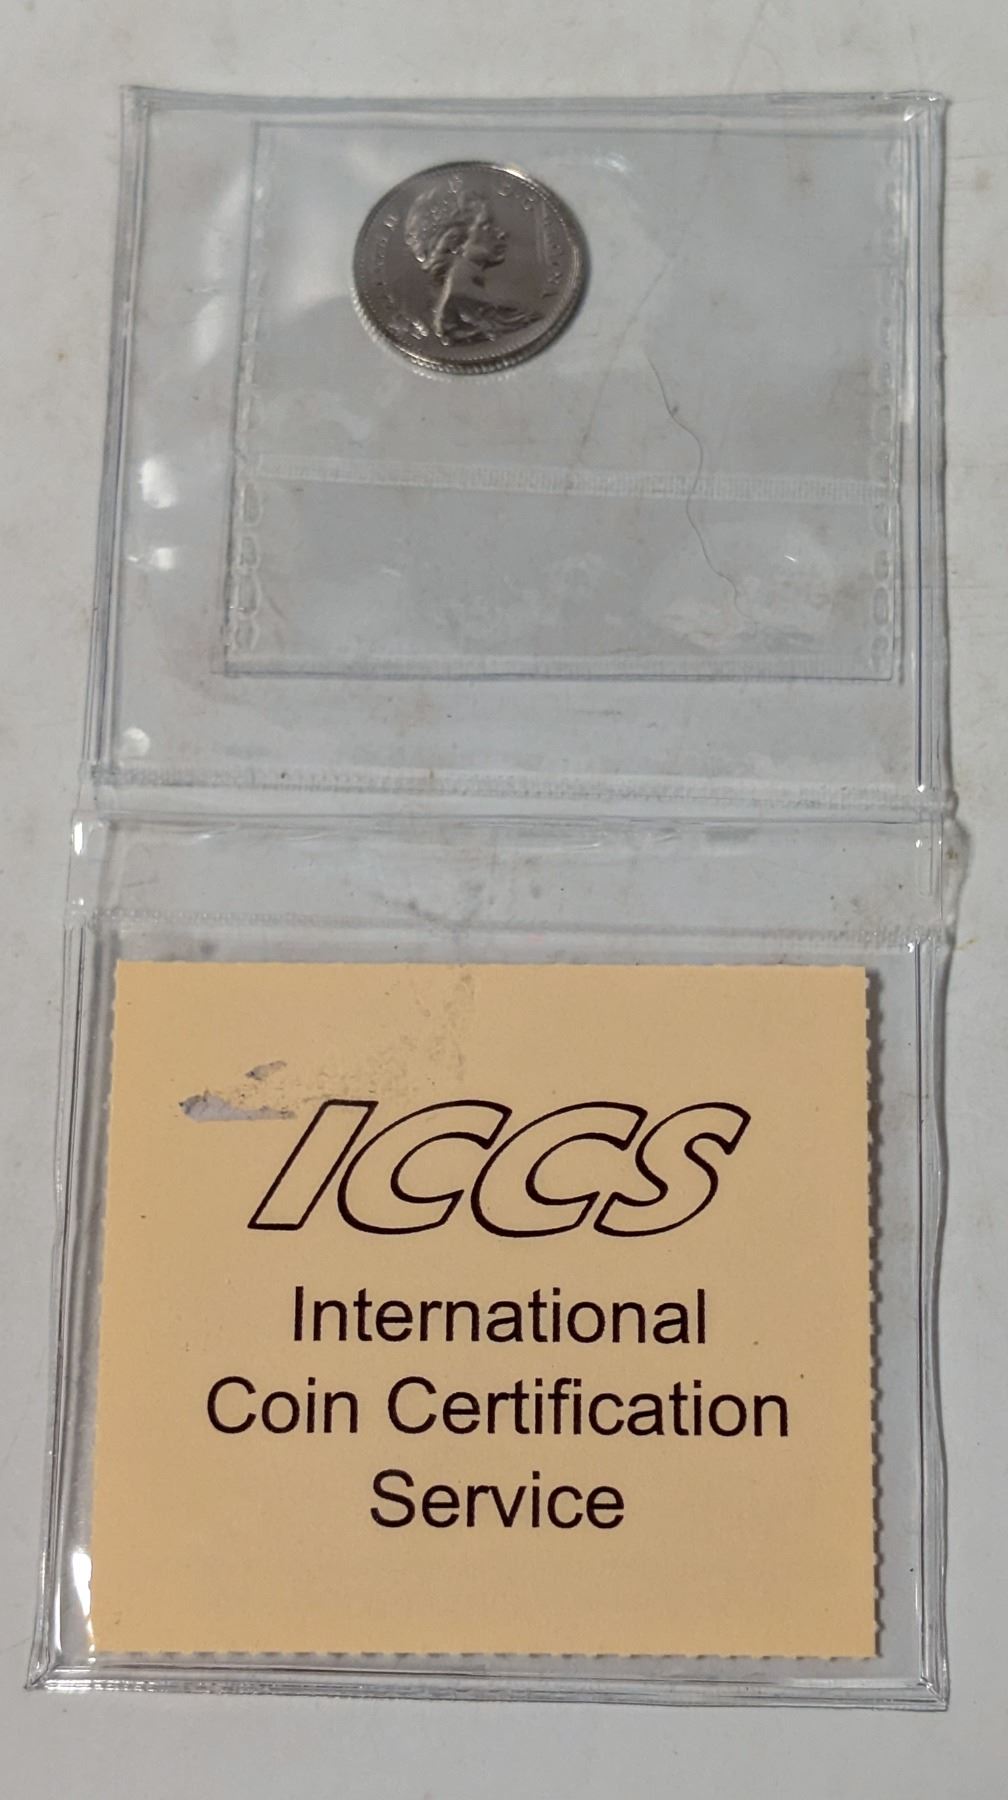 ICCS
International
Coin Certification
Service